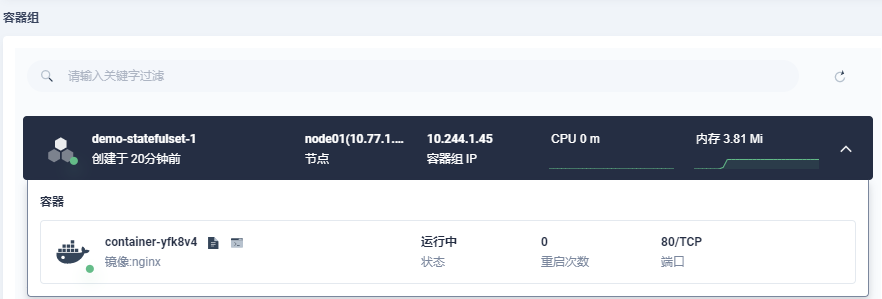 容器组
请输入关键字过滤
demo-statefulset-1 node01(10.77.1.... 10.244.1.45 CPU 0 m 内存 3.81 Mi
创建于 20分钟前 节点 容器组 IP
容器
container-yfk8v4 运行中 0 80/TCP
镜像:nginx 状态 重启次数 端口